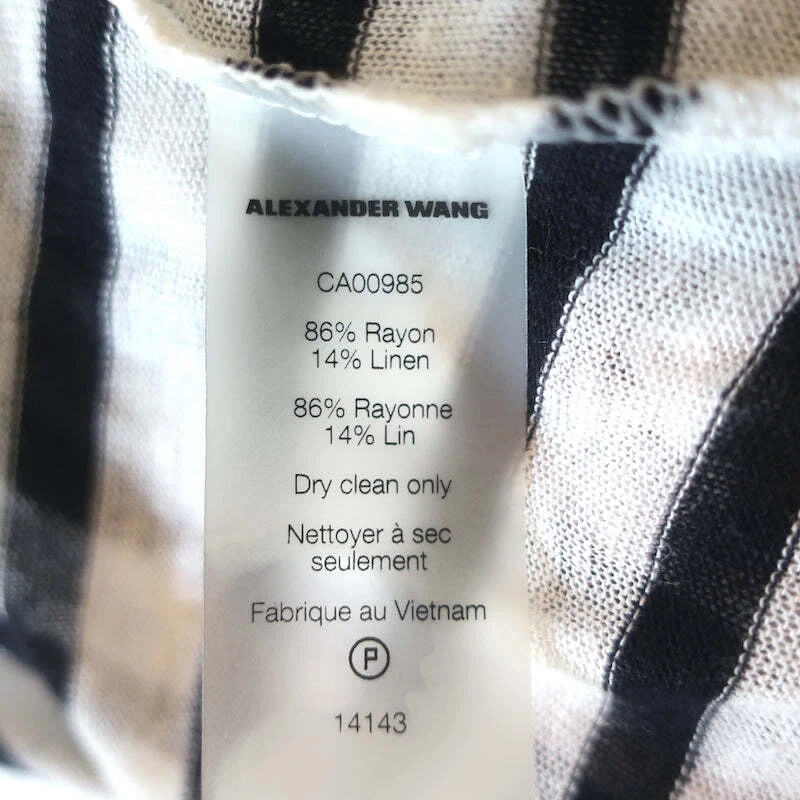 ALEXANDER WANG
CA00985
86% Rayon
14% Linen
86% Rayonne
14% Lin
Dry clean only
Nettoyer à sec
seulement
Fabrique au Vietnam
P
14143